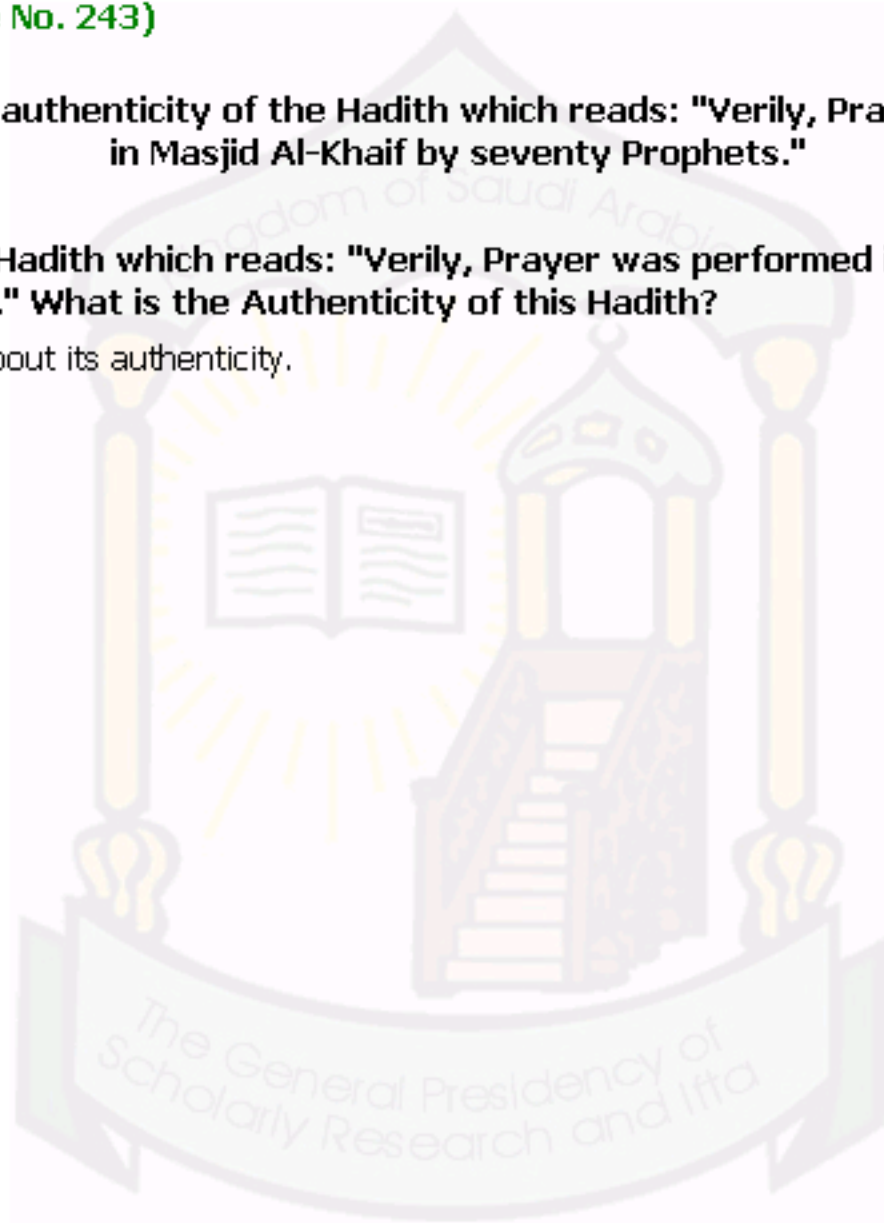 No. 243)
authenticity of the Hadith which reads: "Verily, Pra
in Masjid Al-Khaif by seventy Prophets."
Hadith which reads: "Verily, Prayer was performed
." What is the Authenticity of this Hadith?
bout its authenticity.
Kingdom of Saudi Arabia
The General Presidency of
Scholarly Research and Ifta